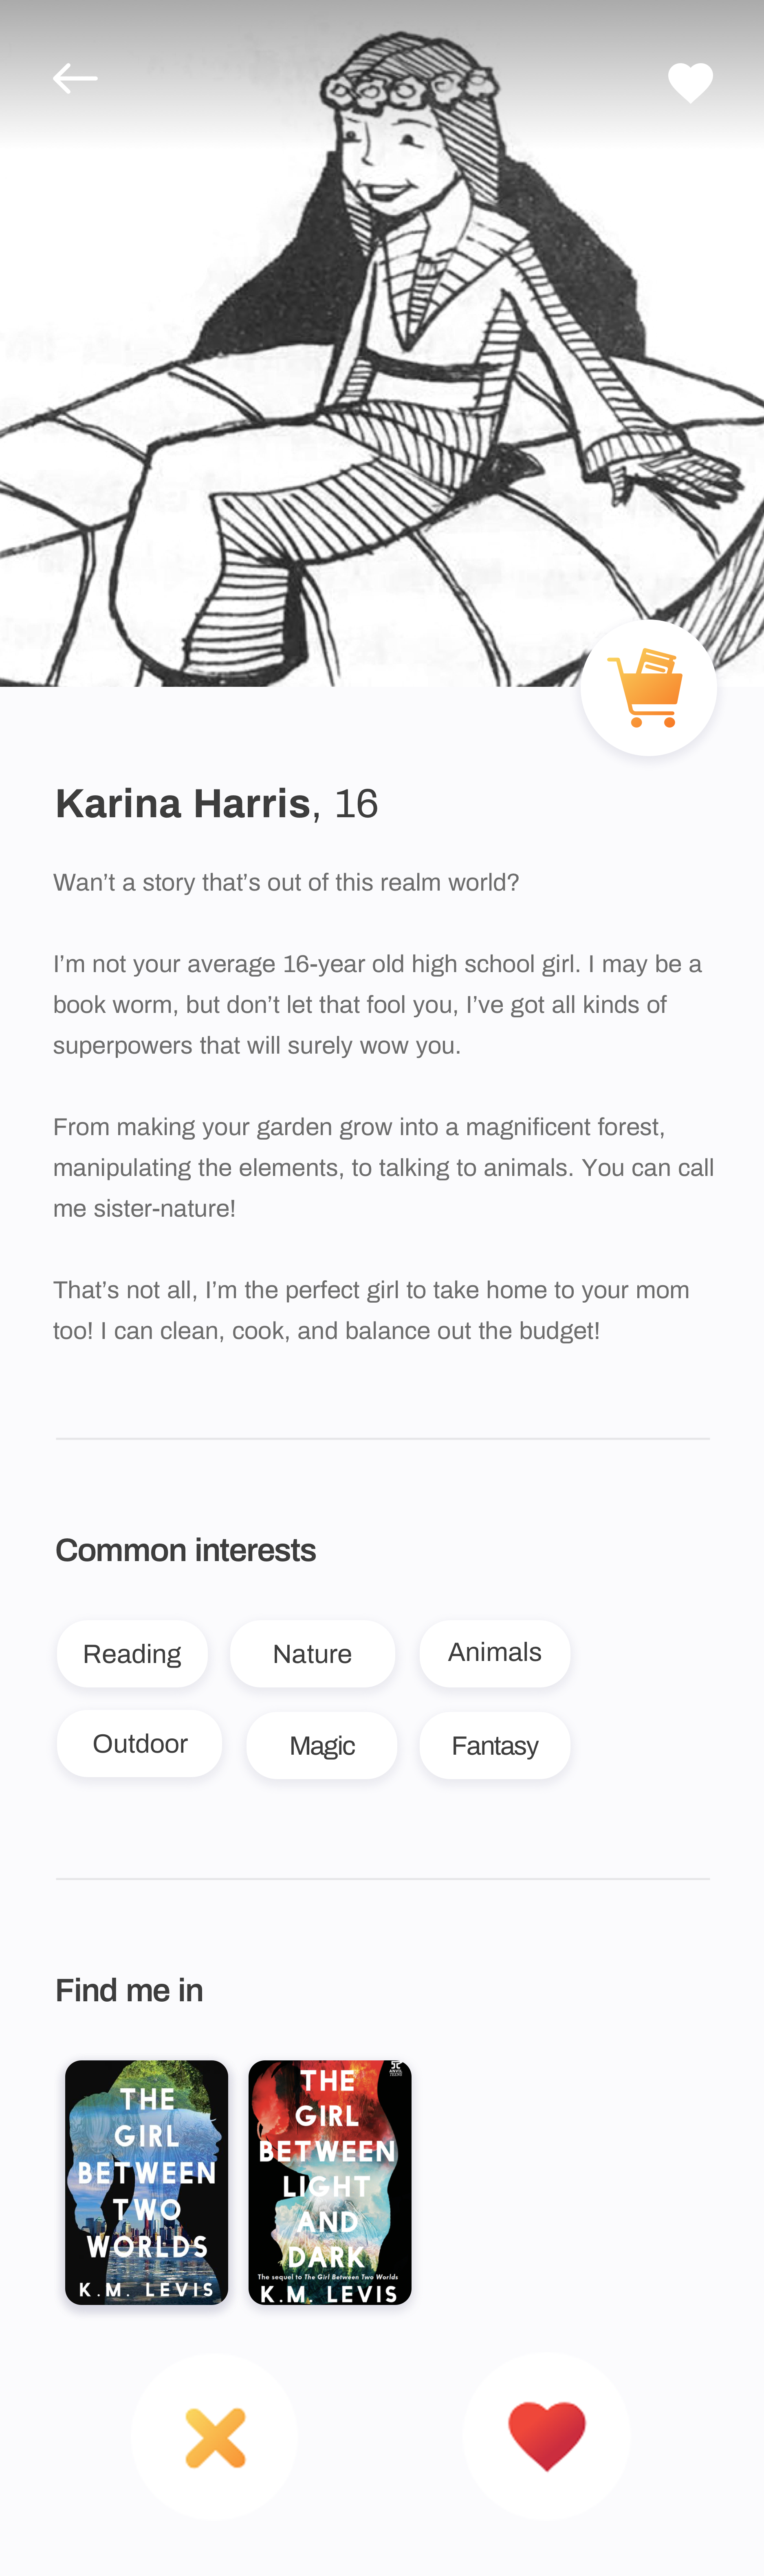 Karina Harris, 16
Wan’t a story that’s out of this realm world?
I’m not your average 16-year old high school girl. I may be a
book worm, but don’t let that fool you, I’ve got all kinds of
superpowers that will surely wow you.
From making your garden grow into a magnificent forest,
manipulating the elements, to talking to animals. You can call
me sister-nature!
That’s not all, I’m the perfect girl to take home to your mom
too! I can clean, cook, and balance out the budget!
Common interests
Reading Nature Animals
Outdoor Magic Fantasy
Find me in
THE
GIRL
BETWEEN
TWO
WORLDS
K.M. LEVIS
THE
GIRL
BETWEEN
LIGHT
AND
DARK
The sequel to The Girl Between Two Worlds
K.M. LEVIS